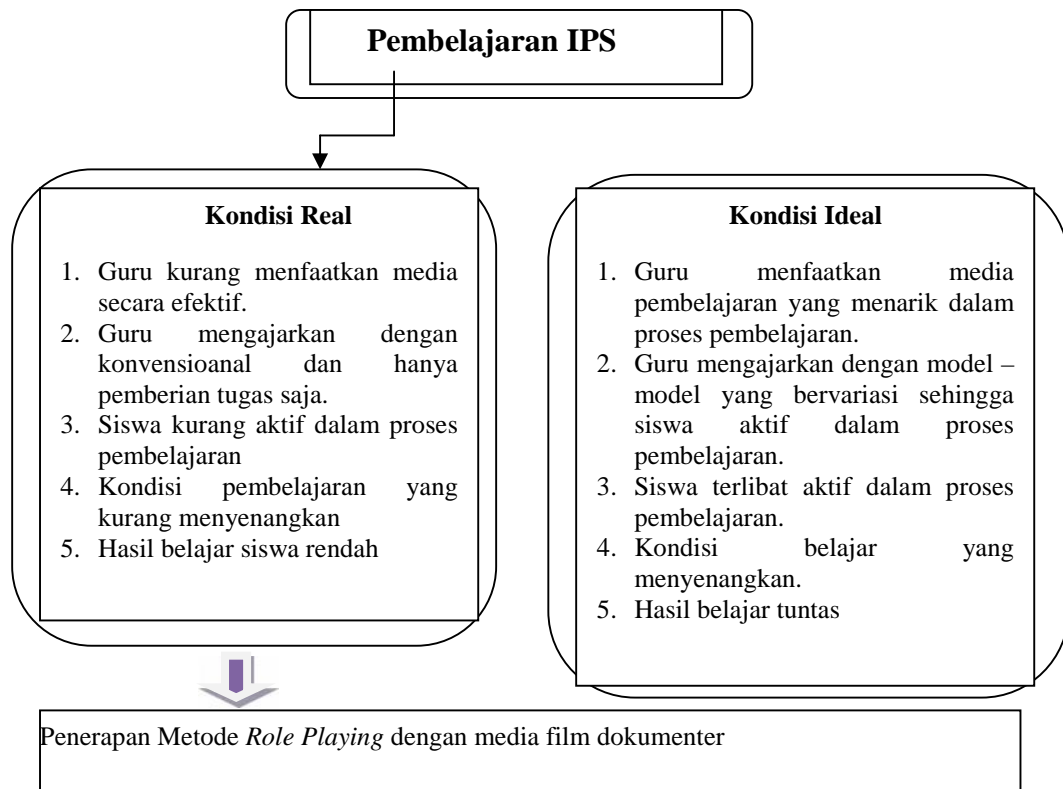 Pembelajaran IPS
Kondisi Real
1. Guru kurang menfaatkan media
secara efektif.
2. Guru mengajarkan dengan
konvensioanal dan hanya
pemberian tugas saja.
3. Siswa kurang aktif dalam proses
pembelajaran
4. Kondisi pembelajaran yang
kurang menyenangkan
5. Hasil belajar siswa rendah
Kondisi Ideal
1. Guru menfaatkan media
pembelajaran yang menarik dalam
proses pembelajaran.
2. Guru mengajarkan dengan model –
model yang bervariasi sehingga
siswa aktif dalam proses
pembelajaran.
3. Siswa terlibat aktif dalam proses
pembelajaran.
4. Kondisi belajar yang
menyenangkan.
5. Hasil belajar tuntas
Penerapan Metode Role Playing dengan media film dokumenter